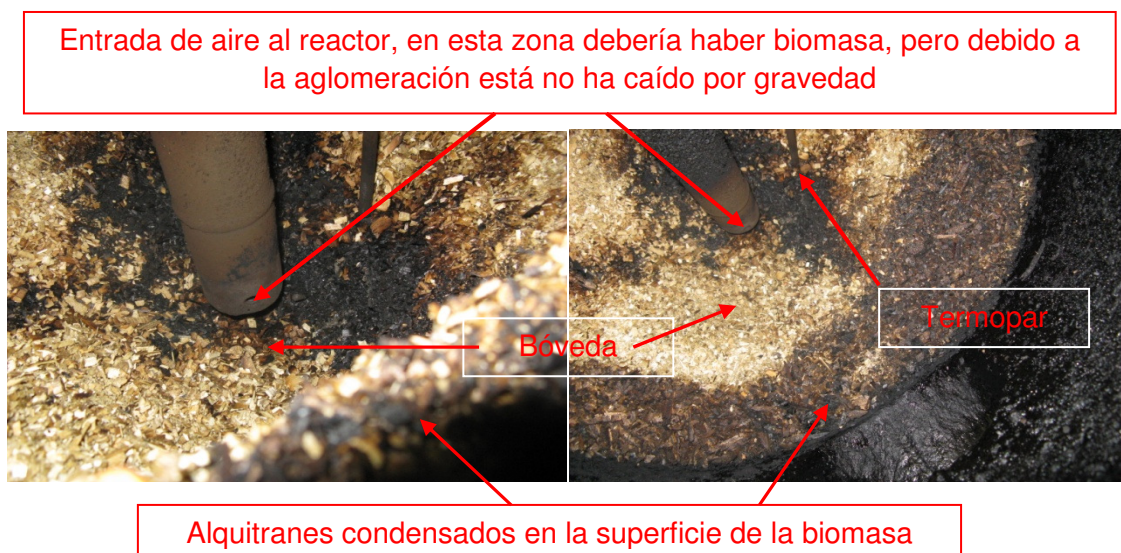 Entrada de aire al reactor, en esta zona debería haber biomasa, pero debido a
la aglomeración está no ha caído por gravedad
Termopar
Bóveda
Alquitranes condensados en la superficie de la biomasa